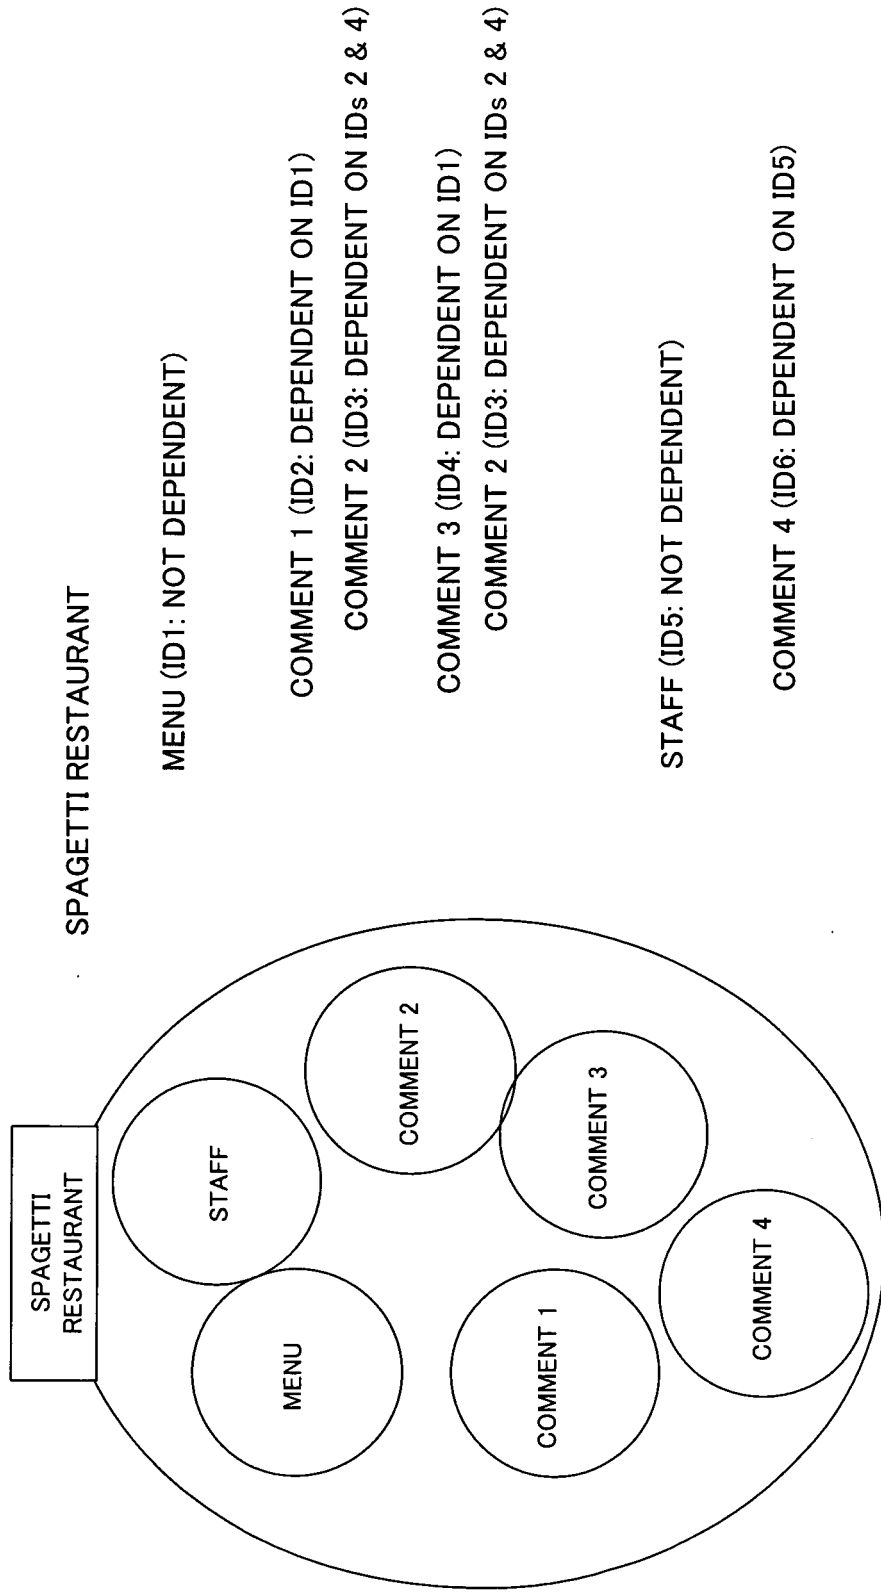 SPAGETTI
RESTAURANT
MENU
STAFF
COMMENT 1
COMMENT 2
COMMENT 3
COMMENT 4
SPAGETTI RESTAURANT
MENU (ID1: NOT DEPENDENT)
COMMENT 1 (ID2: DEPENDENT ON ID1)
COMMENT 2 (ID3: DEPENDENT ON IDs 2 & 4)
COMMENT 3 (ID4: DEPENDENT ON ID1)
COMMENT 2 (ID3: DEPENDENT ON IDs 2 & 4)
STAFF (ID5: NOT DEPENDENT)
COMMENT 4 (ID6: DEPENDENT ON ID5)